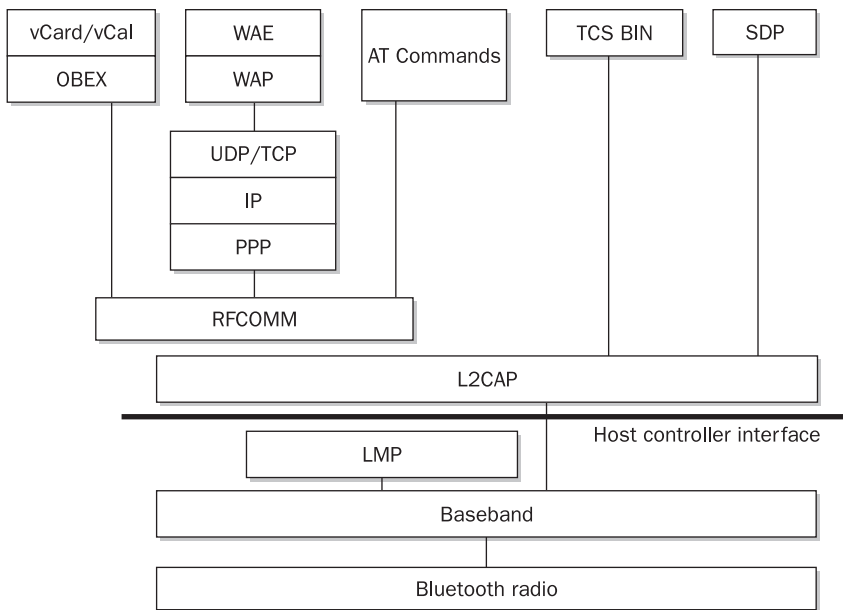 vCard/vCal
OBEX
WAE
WAP
AT Commands
TCS BIN
SDP
UDP/TCP
IP
PPP
RFCOMM
L2CAP
Host controller interface
LMP
Baseband
Bluetooth radio